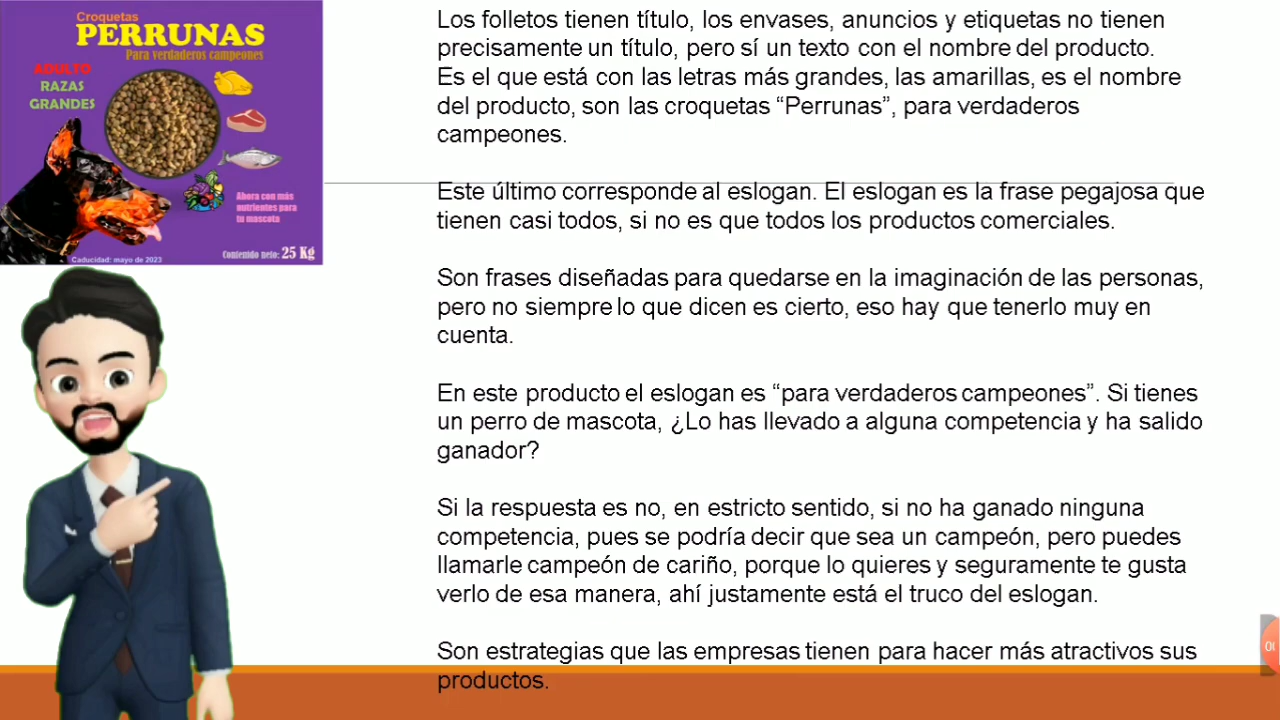 Croquetas
PERRUNAS
Para verdaderos campeones
ADULTO
RAZAS
GRANDES
Ahora con más
nutrientes para
tu mascota
Contenido neto: 25 Kg
Caducidad: mayo de 2023
Los folletos tienen título, los envases, anuncios y etiquetas no tienen
precisamente un título, pero sí un texto con el nombre del producto.
Es el que está con las letras más grandes, las amarillas, es el nombre
del producto, son las croquetas “Perrunas”, para verdaderos
campeones.
Este último corresponde al eslogan. El eslogan es la frase pegajosa que
tienen casi todos, si no es que todos los productos comerciales.
Son frases diseñadas para quedarse en la imaginación de las personas,
pero no siempre lo que dicen es cierto, eso hay que tenerlo muy en
cuenta.
En este producto el eslogan es “para verdaderos campeones”. Si tienes
un perro de mascota, ¿Lo has llevado a alguna competencia y ha salido
ganador?
Si la respuesta es no, en estricto sentido, si no ha ganado ninguna
competencia, pues se podría decir que sea un campeón, pero puedes
llamarle campeón de cariño, porque lo quieres y seguramente te gusta
verlo de esa manera, ahí justamente está el truco del eslogan.
Son estrategias que las empresas tienen para hacer más atractivos sus
productos.